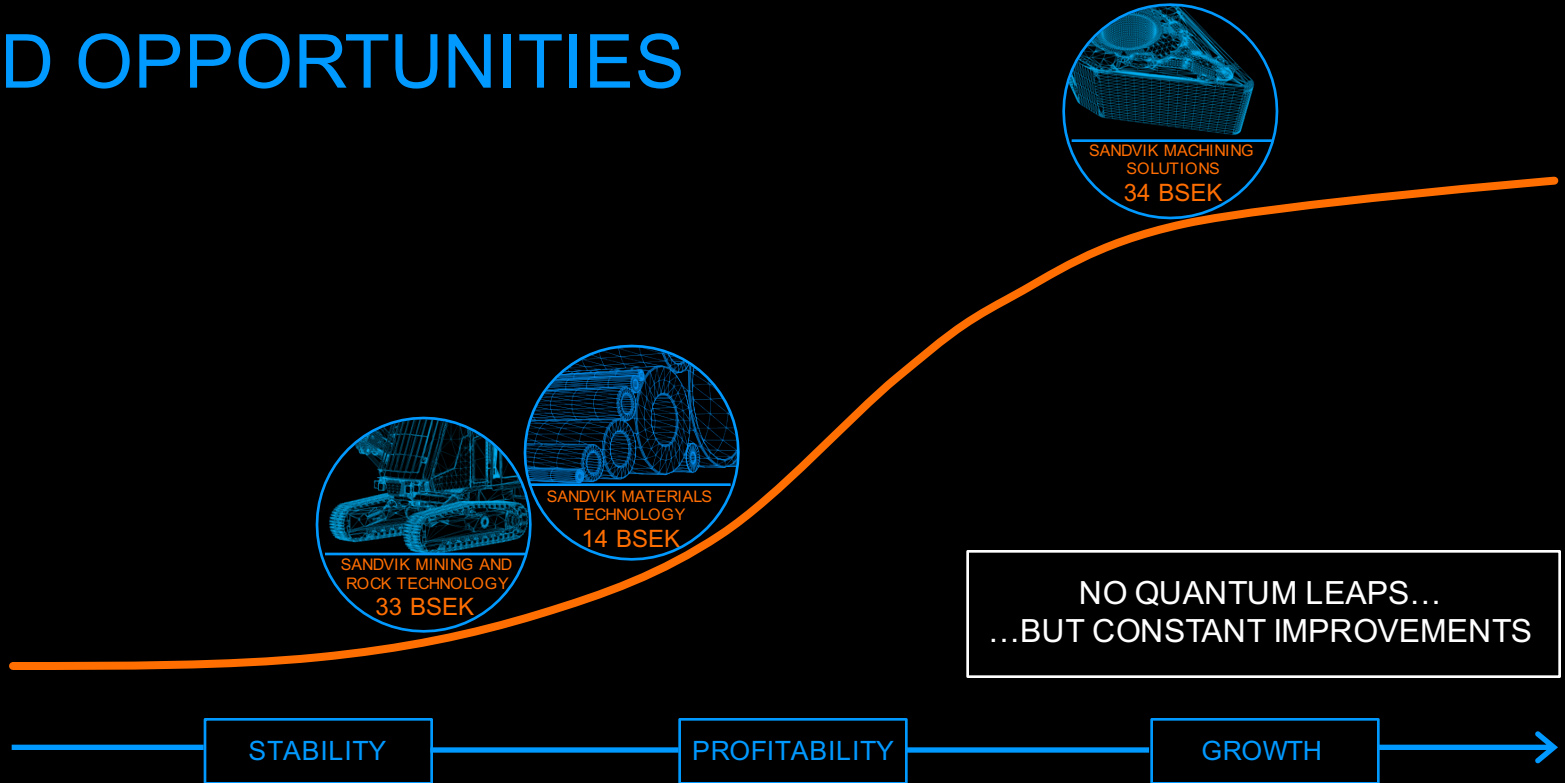 D OPPORTUNITIES
SANDVIK MACHINING
SOLUTIONS
34 BSEK
SANDVIK MATERIALS
TECHNOLOGY
14 BSEK
SANDVIK MINING AND
ROCK TECHNOLOGY
33 BSEK
NO QUANTUM LEAPS…
…BUT CONSTANT IMPROVEMENTS
STABILITY
PROFITABILITY
GROWTH